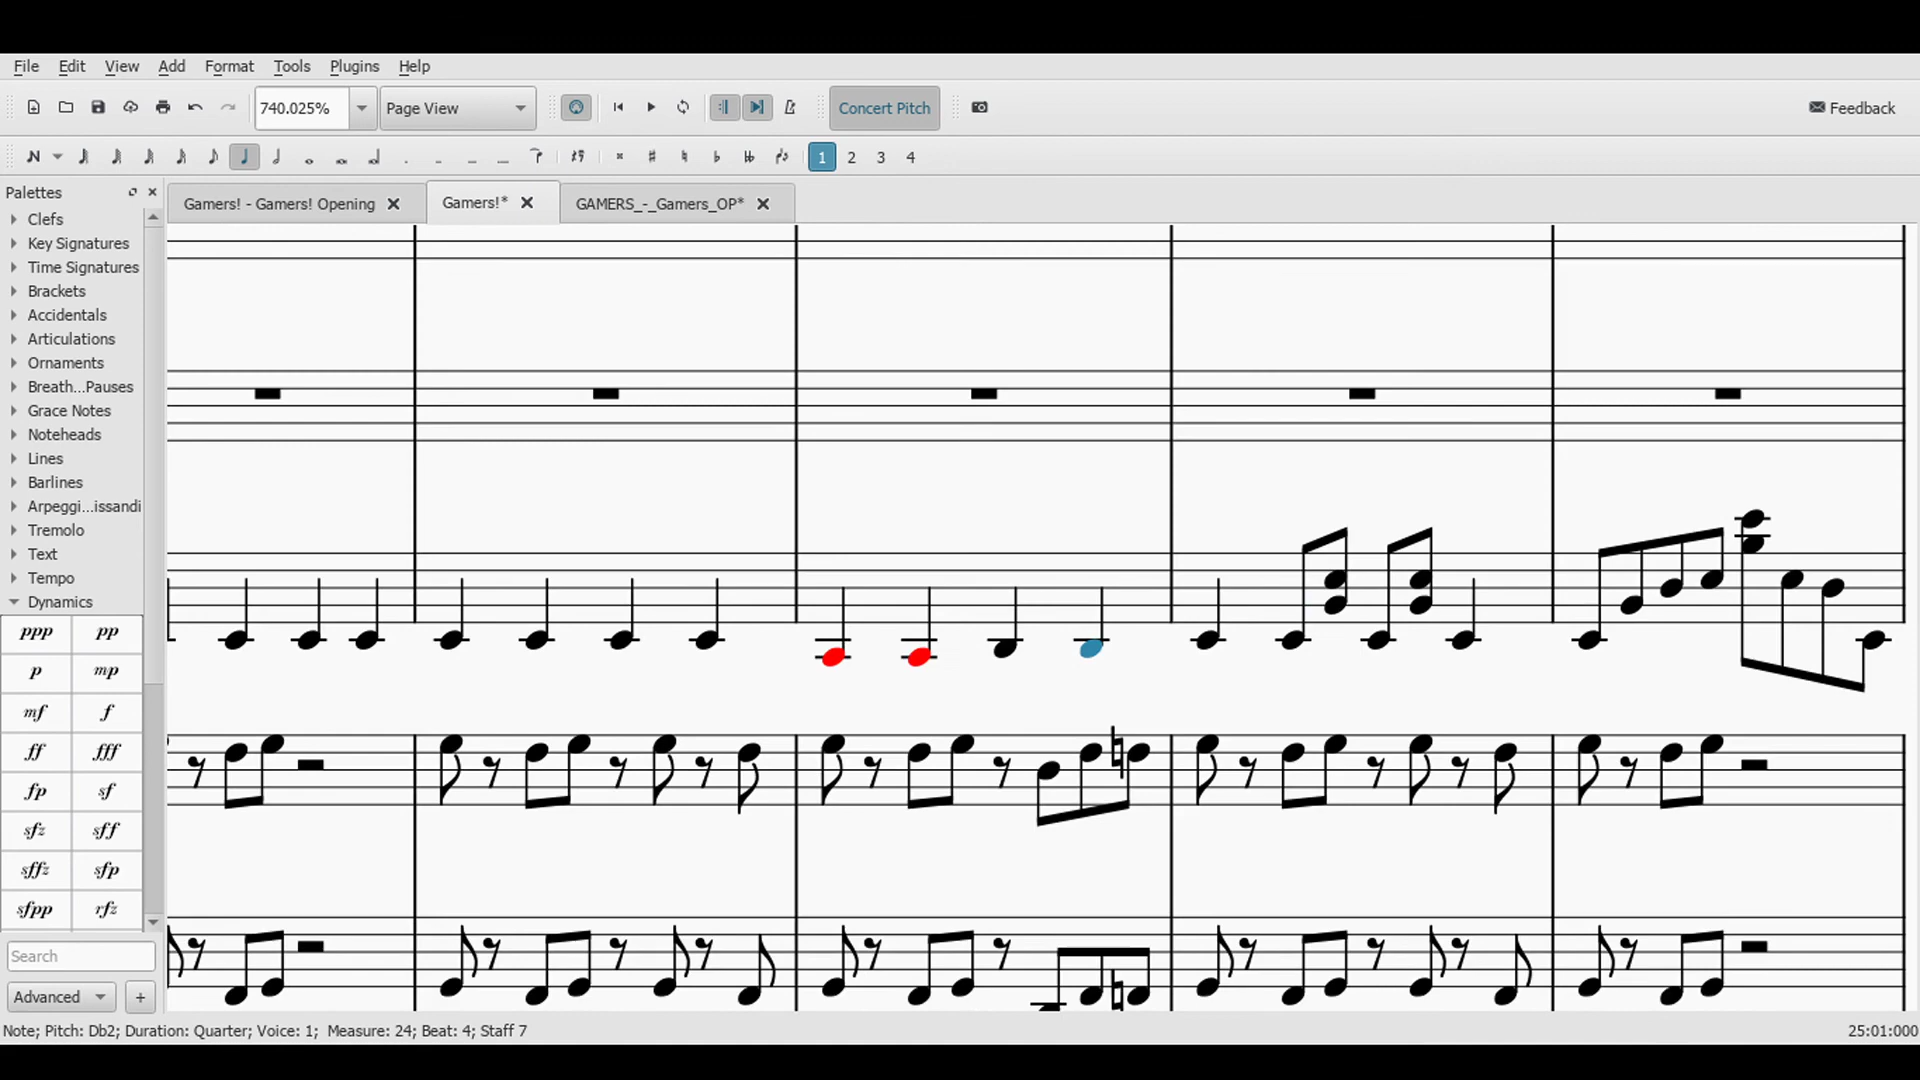 File Edit View Add Format Tools Plugins Help
740.025% Page View Concert Pitch Feedback
1 2 3 4
Palettes
Gamers! - Gamers! Opening Gamers!* GAMERS_-_Gamers_OP*
Clefs
Key Signatures
Time Signatures
Brackets
Accidentals
Articulations
Ornaments
Breath...Pauses
Grace Notes
Noteheads
Lines
Barlines
Arpeggi...issandi
Tremolo
Text
Tempo
Dynamics
ppp pp
p mp
mf f
ff fff
fp sf
sfz sff
sffz sfp
sfpp rfz
Search
Advanced +
Note; Pitch: Db2; Duration: Quarter; Voice: 1; Measure: 24; Beat: 4; Staff 7 25:01:000